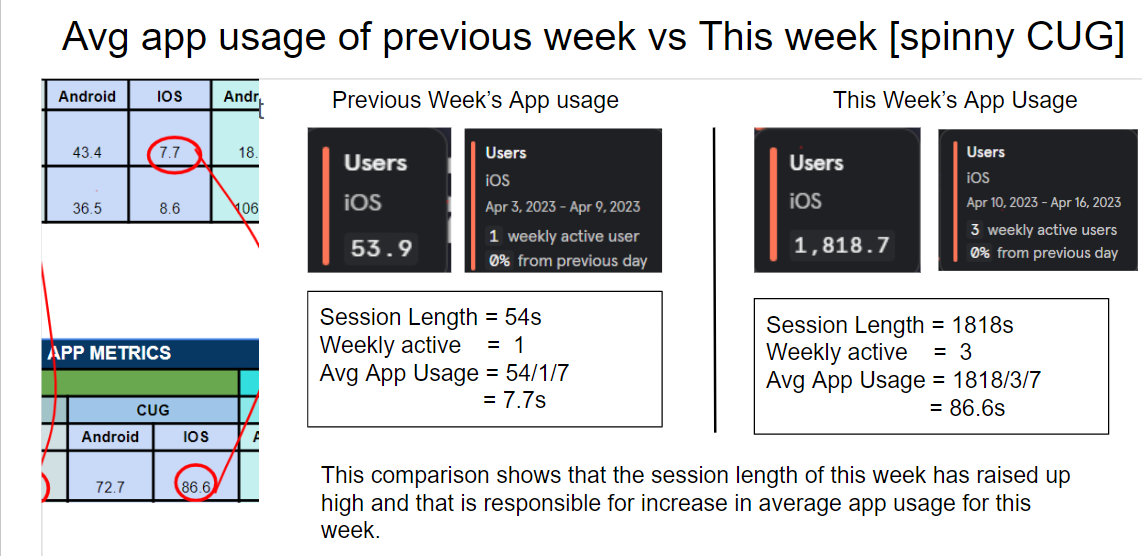 Avg app usage of previous week vs This week [spinny CUG]
Android IOS
43.4 7.7
36.5 8.6
APP METRICS
CUG
Android IOS
72.7 86.6
Previous Week's App usage
Users
iOS
53.9
Users
iOS
Apr 3, 2023 - Apr 9, 2023
1 weekly active user
0% from previous day
Session Length = 54s
Weekly active = 1
Avg App Usage = 54/1/7
= 7.7s
This Week's App Usage
Users
iOS
1,818.7
Users
iOS
Apr 10, 2023 - Apr 16, 2023
3 weekly active users
0% from previous day
Session Length = 1818s
Weekly active = 3
Avg App Usage = 1818/3/7
= 86.6s
This comparison shows that the session length of this week has raised up
high and that is responsible for increase in average app usage for this
week.